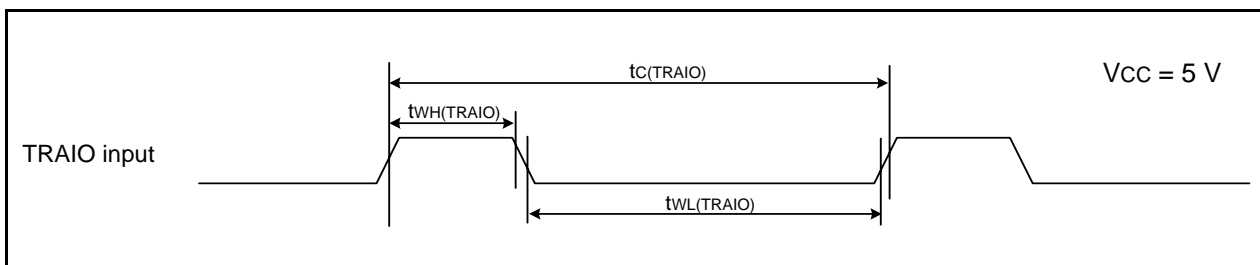 tC(TRAIO)
VCC = 5 V
tWH(TRAIO)
TRAIO input
tWL(TRAIO)